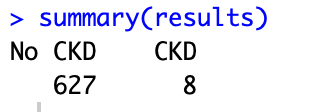 > summary(results)
No CKD    CKD
   627      8